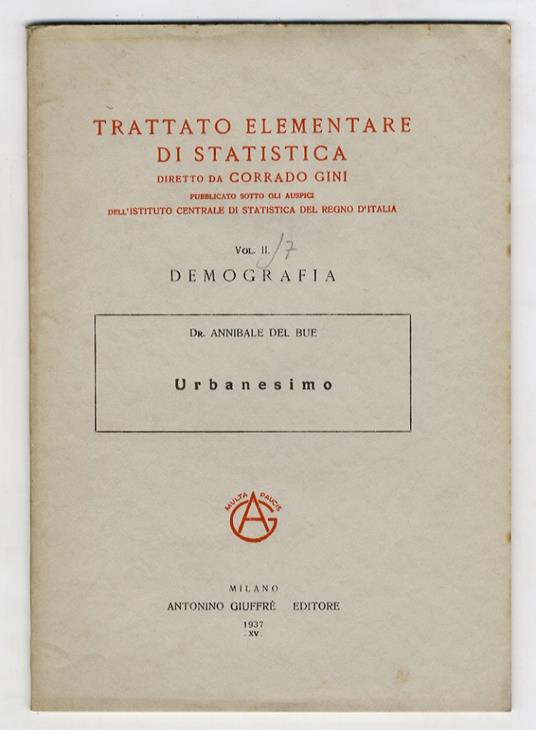 TRATTATO ELEMENTARE
DI STATISTICA
DIRETTO DA CORRADO GINI
PUBBLICATO SOTTO GLI AUSPICI
DELL'ISTITUTO CENTRALE DI STATISTICA DEL REGNO D'ITALIA
VOL. II. /7
DEMOGRAFIA
DR. ANNIBALE DEL BUE
Urbanesimo
MULTA PAUCIS
AG
MILANO
ANTONINO GIUFFRÈ EDITORE
1937
.XV.